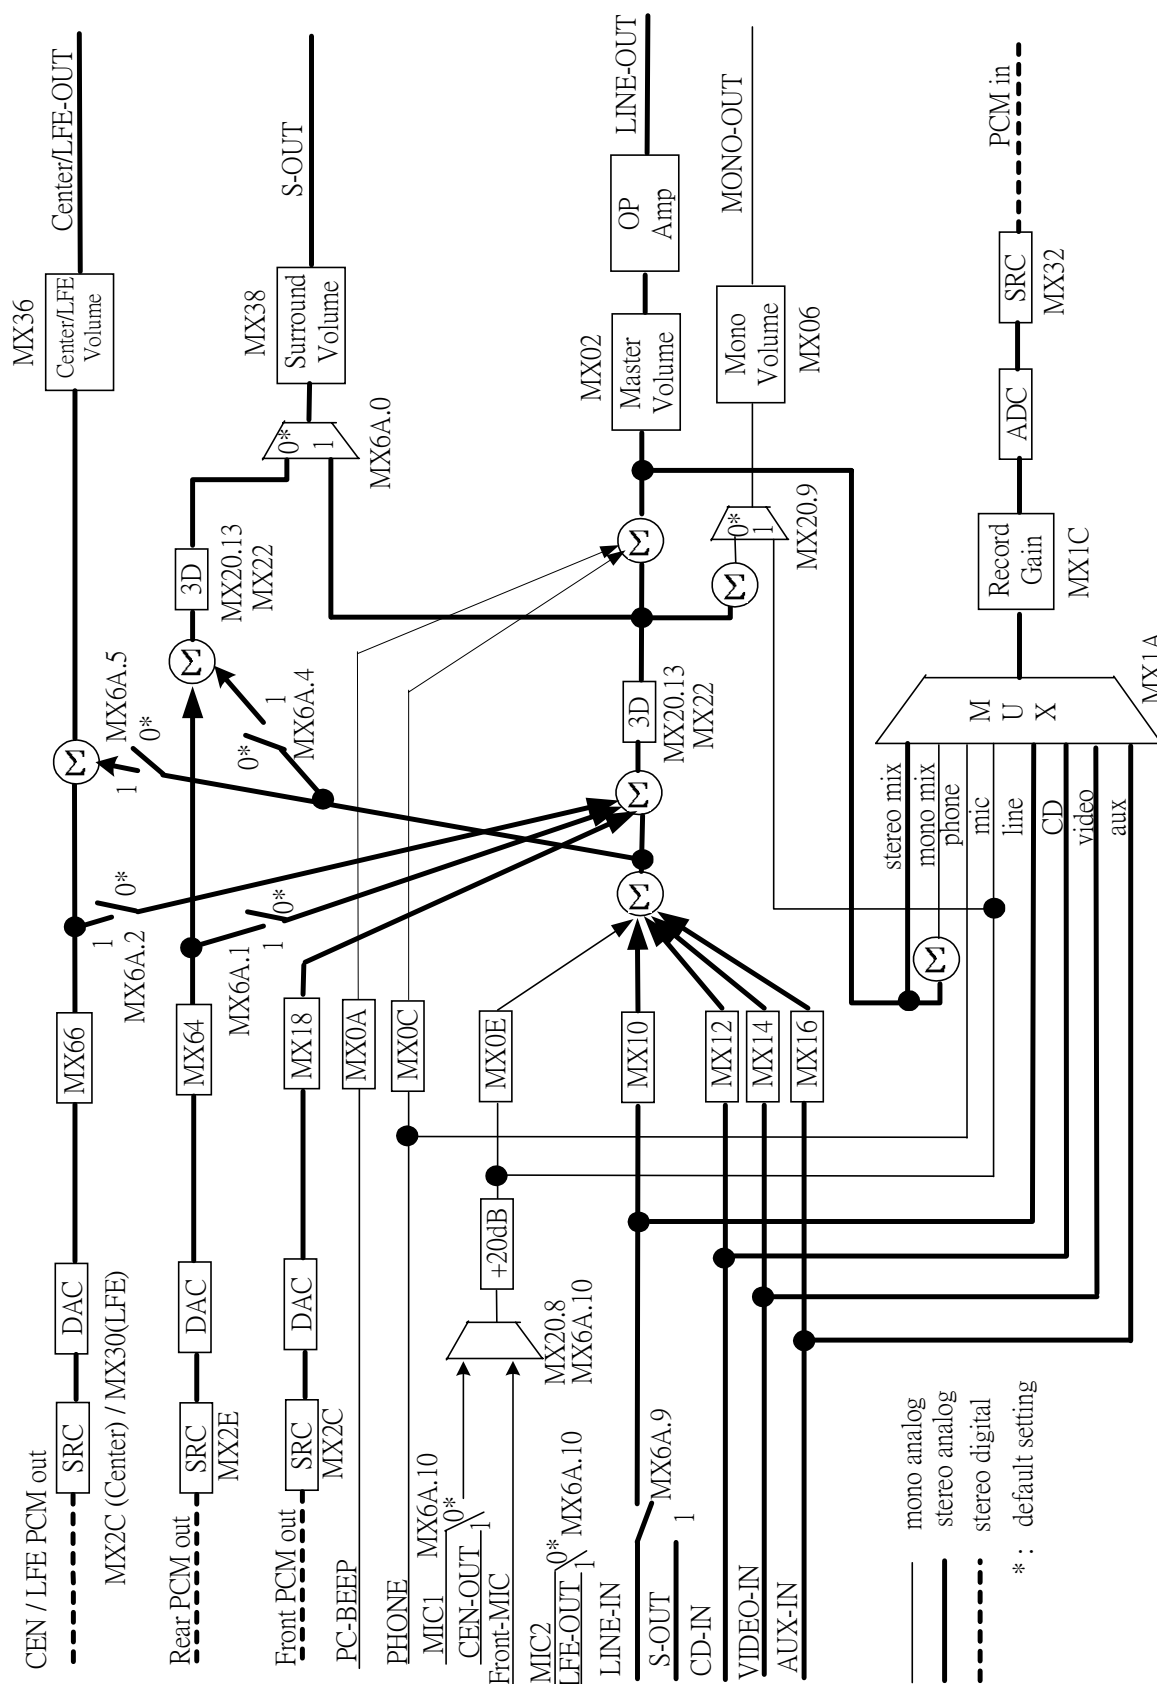 CEN / LFE PCM out
SRC
DAC
MX2C (Center) / MX30(LFE)
MX66
1
0*
MX6A.2
Σ
1
0*
MX6A.5
MX36
Center/LFE
Volume
Center/LFE-OUT
Rear PCM out
SRC
MX2E
DAC
MX64
MX6A.1
1
0*
Σ
3D
MX20.13
MX22
0*
1
MX6A.4
0*
1
MX6A.0
MX38
Surround
Volume
S-OUT
Front PCM out
SRC
MX2C
DAC
MX18
PC-BEEP
MX0A
PHONE
MX0C
MIC1
MX6A.10
0*
CEN-OUT
1
Front-MIC
MX20.8
MX6A.10
+20dB
MX0E
MIC2
0*
MX6A.10
LFE-OUT
1
LINE-IN
MX6A.9
S-OUT
1
MX10
Σ
Σ
3D
MX20.13
MX22
Σ
MX02
Master
Volume
OP
Amp
LINE-OUT
Σ
0*
1
MX20.9
Mono
Volume
MX06
MONO-OUT
CD-IN
MX12
VIDEO-IN
MX14
AUX-IN
MX16
Σ
stereo mix
mono mix
phone
mic
line
CD
video
aux
M
U
X
MX1A
Record
Gain
MX1C
ADC
SRC
MX32
PCM in
mono analog
stereo analog
stereo digital
* : default setting